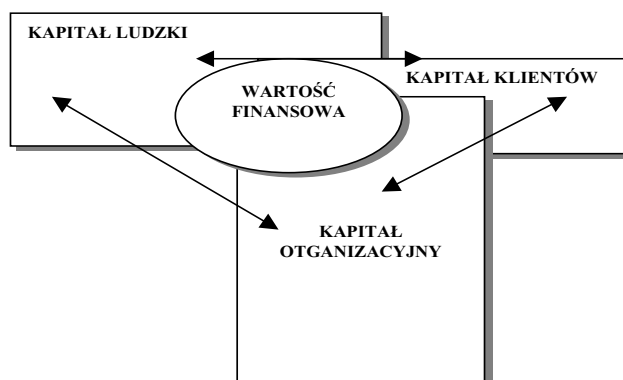 KAPITAŁ LUDZKI
KAPITAŁ KLIENTÓW
WARTOŚĆ
FINANSOWA
KAPITAŁ
OTGANIZACYJNY